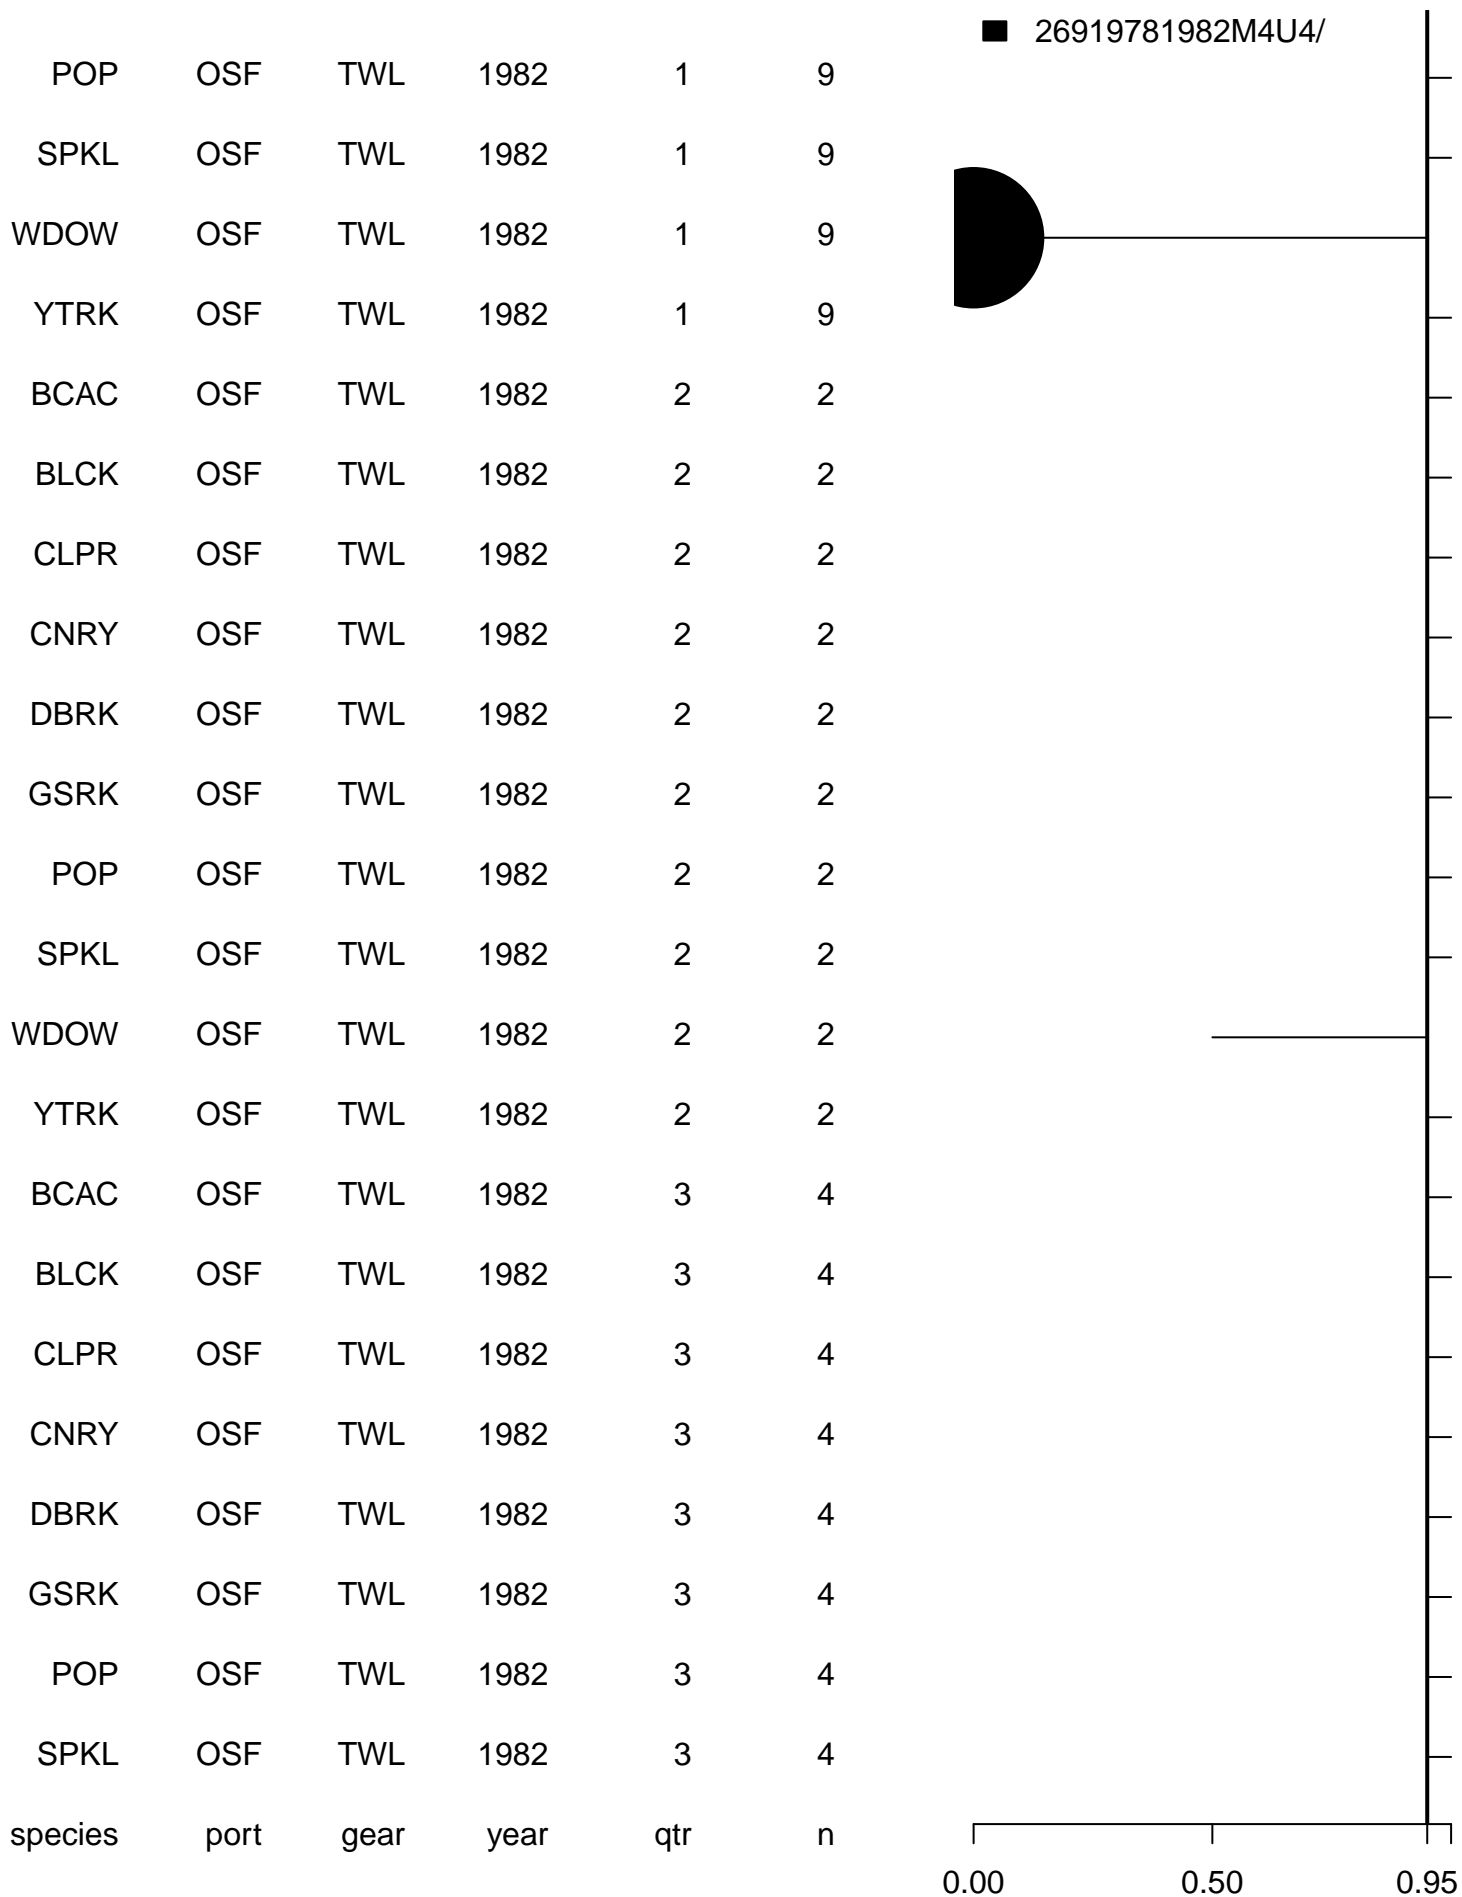 26919781982M4U4/
POP OSF TWL 1982 1 9
SPKL OSF TWL 1982 1 9
WDOW OSF TWL 1982 1 9
YTRK OSF TWL 1982 1 9
BCAC OSF TWL 1982 2 2
BLCK OSF TWL 1982 2 2
CLPR OSF TWL 1982 2 2
CNRY OSF TWL 1982 2 2
DBRK OSF TWL 1982 2 2
GSRK OSF TWL 1982 2 2
POP OSF TWL 1982 2 2
SPKL OSF TWL 1982 2 2
WDOW OSF TWL 1982 2 2
YTRK OSF TWL 1982 2 2
BCAC OSF TWL 1982 3 4
BLCK OSF TWL 1982 3 4
CLPR OSF TWL 1982 3 4
CNRY OSF TWL 1982 3 4
DBRK OSF TWL 1982 3 4
GSRK OSF TWL 1982 3 4
POP OSF TWL 1982 3 4
SPKL OSF TWL 1982 3 4
species port gear year qtr n
0.00 0.50 0.95